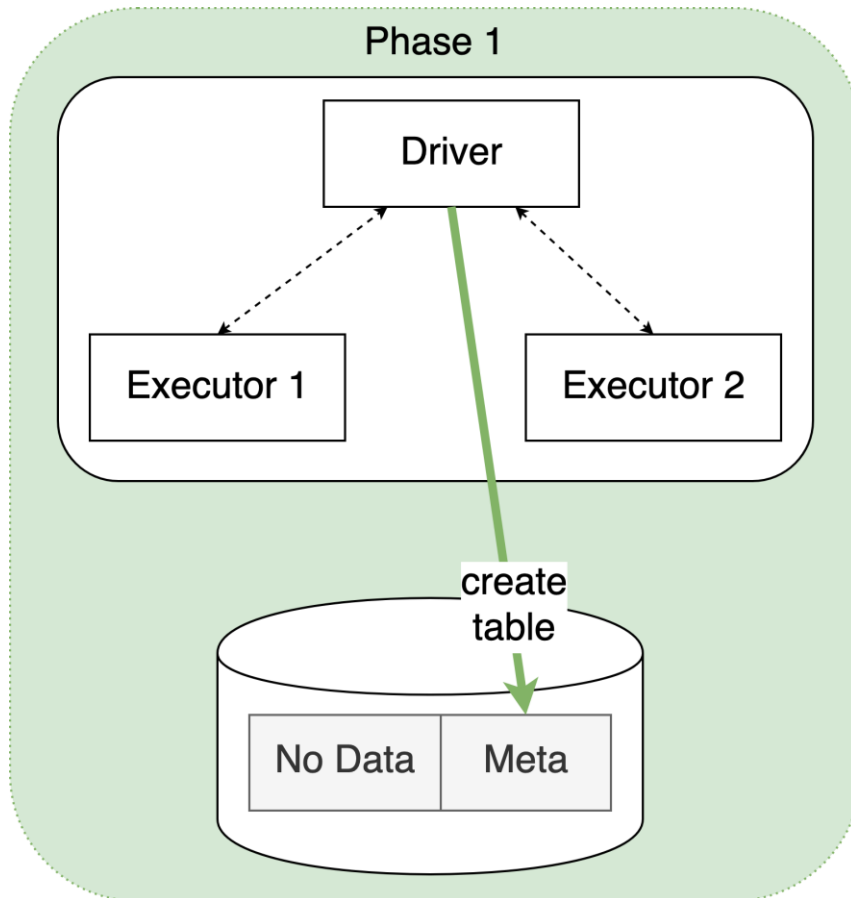 Phase 1
Driver
Executor 1
Executor 2
create
table
No Data
Meta